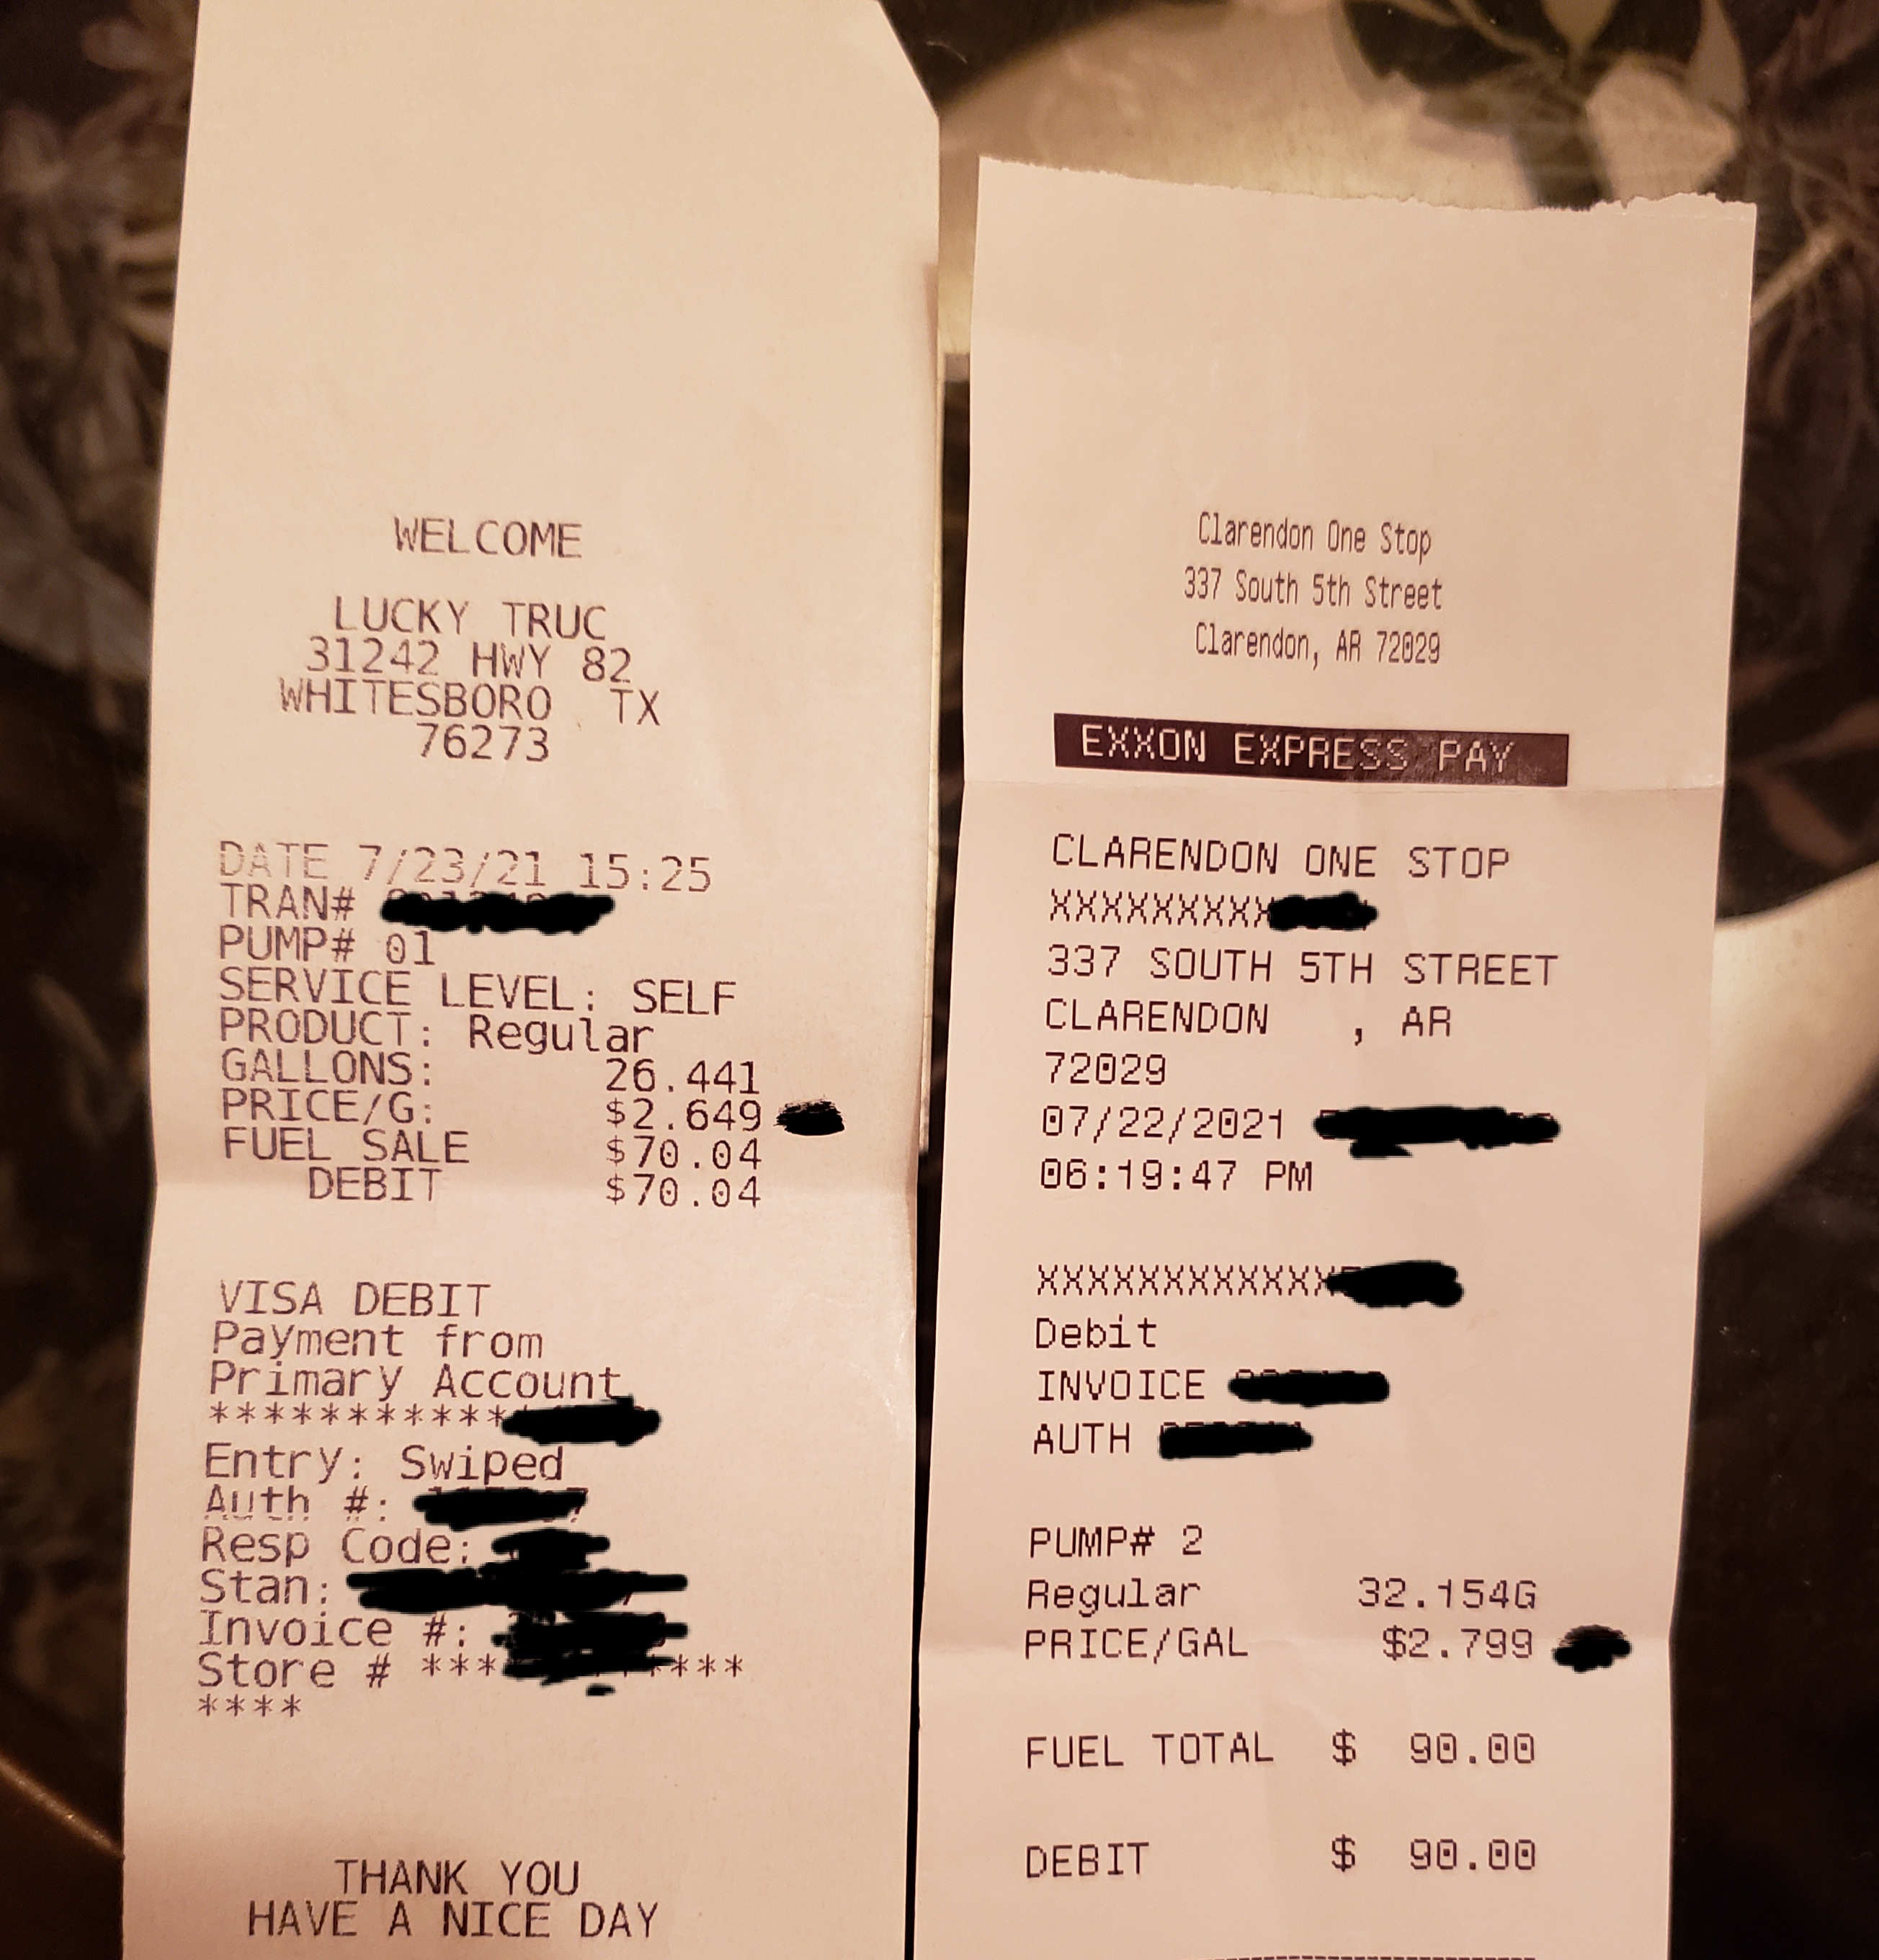 WELCOME
LUCKY TRUC
31242 HWY 82
WHITESBORO TX
76273
DATE 7/23/21 15:25
TRAN#
PUMP# 01
SERVICE LEVEL: SELF
PRODUCT: Regular
GALLONS: 26.441
PRICE/G: $2.649
FUEL SALE $70.04
DEBIT $70.04
VISA DEBIT
Payment from
Primary Account
***********
Entry: Swiped
Auth #:
Resp Code:
Stan:
Invoice #:
Store # *** ***
****
THANK YOU
HAVE A NICE DAY
Clarendon One Stop
337 South 5th Street
Clarendon, AR 72029
EXXON EXPRESS PAY
CLARENDON ONE STOP
XXXXXXXXX
337 SOUTH 5TH STREET
CLARENDON , AR
72029
07/22/2021
06:19:47 PM
XXXXXXXXXXXX
Debit
INVOICE
AUTH
PUMP# 2
Regular 32.154G
PRICE/GAL $2.799
FUEL TOTAL $ 90.00
DEBIT $ 90.00